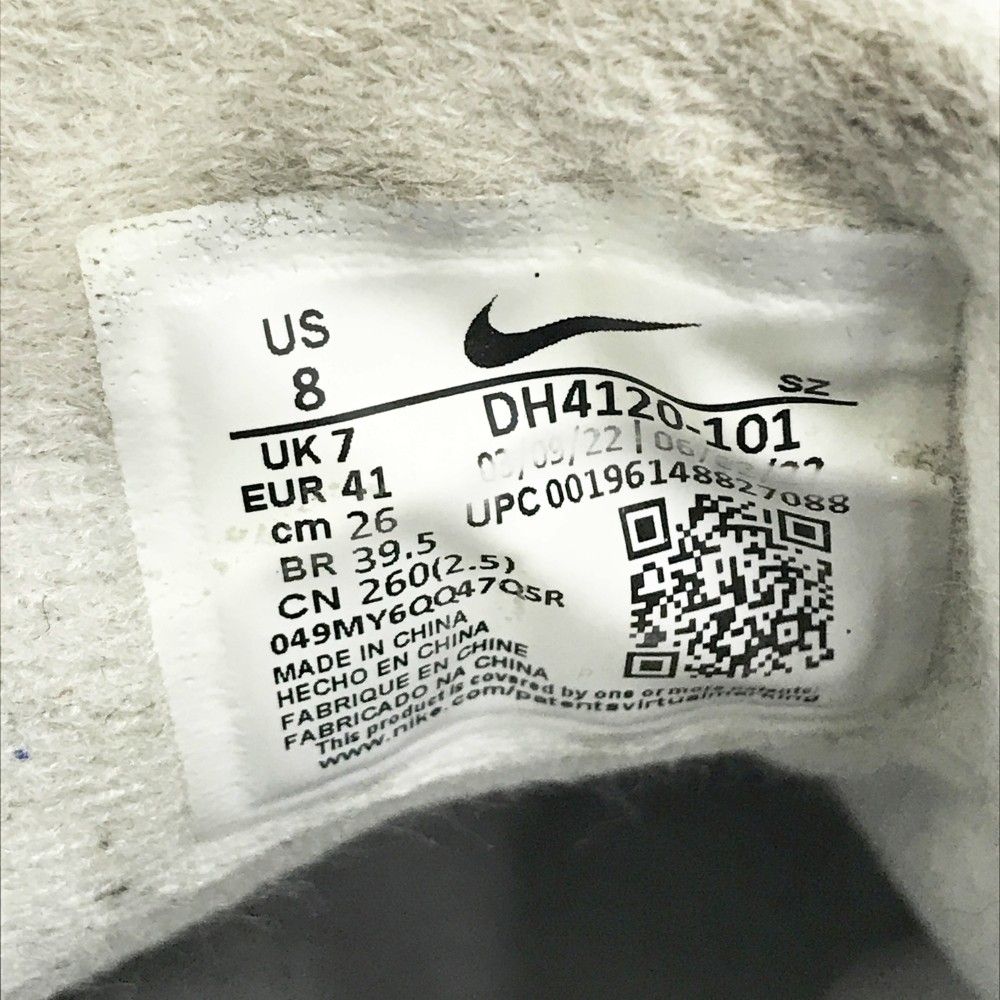 US
8
SZ
UK 7
DH4120-101
EUR 41
cm 26
UPC 00196148827088
BR 39.5
CN 260(2.5)
049MY6QQ47Q5R
MADE IN CHINA
HECHO EN CHINA
FABRIQUE EN CHINE
FABRICADO NA CHINA
This product is covered by one or more patents
www.nike.com/patentsvirtualmarking